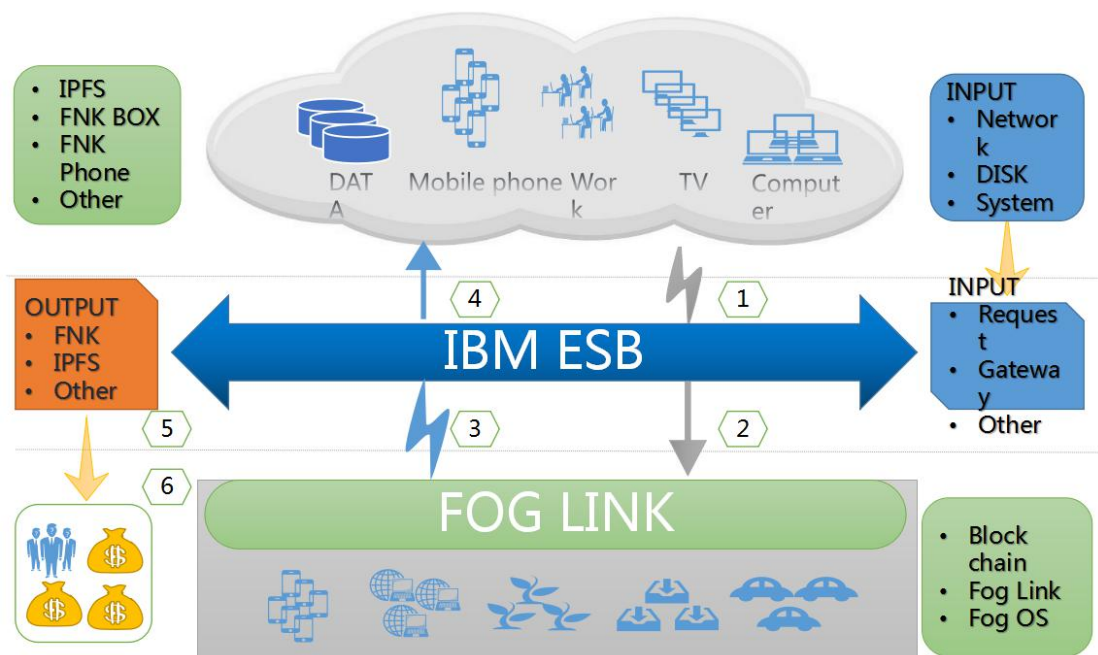 • IPFS
• FNK BOX
• FNK
Phone
• Other
DAT
A
Mobile phone
Wor
k
TV
Comput
er
INPUT
• Networ
k
• DISK
• System
OUTPUT
• FNK
• IPFS
• Other
4
1
IBM ESB
INPUT
• Reques
t
• Gatewa
y
• Other
5
3
2
6
FOG LINK
$
$
$
• Block
chain
• Fog Link
• Fog OS